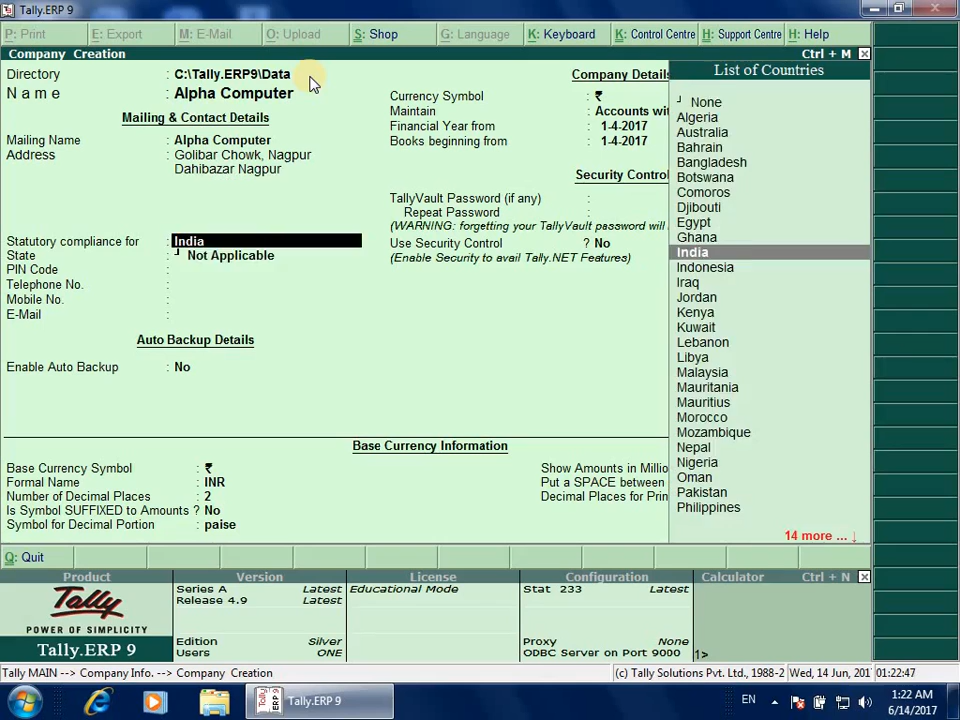 Tally.ERP 9
P: Print
E: Export
M: E-Mail
O: Upload
S: Shop
G: Language
K: Keyboard
K: Control Centre
H: Support Centre
H: Help
Company Creation
Ctrl + M
Directory : C:\Tally.ERP9\Data
Name : Alpha Computer
Mailing & Contact Details
Mailing Name : Alpha Computer
Address : Golibar Chowk, Nagpur
Dahibazar Nagpur
Statutory compliance for : India
State : Not Applicable
PIN Code :
Telephone No. :
Mobile No. :
E-Mail :
Auto Backup Details
Enable Auto Backup : No
Company Details
Currency Symbol : ₹
Maintain : Accounts wi
Financial Year from : 1-4-2017
Books beginning from : 1-4-2017
Security Control
TallyVault Password (if any) :
Repeat Password :
(WARNING: forgetting your TallyVault password will
Use Security Control ? No
(Enable Security to avail Tally.NET Features)
List of Countries
None
Algeria
Australia
Bahrain
Bangladesh
Botswana
Comoros
Djibouti
Egypt
Ghana
India
Indonesia
Iraq
Jordan
Kenya
Kuwait
Lebanon
Libya
Malaysia
Mauritania
Mauritius
Morocco
Mozambique
Nepal
Nigeria
Oman
Pakistan
Philippines
14 more ... ↓
Base Currency Information
Base Currency Symbol : ₹
Formal Name : INR
Number of Decimal Places : 2
Is Symbol SUFFIXED to Amounts ? No
Symbol for Decimal Portion : paise
Show Amounts in Millio
Put a SPACE between
Decimal Places for Prin
Q: Quit
Product
Tally
POWER OF SIMPLICITY
Tally.ERP 9
Version
Series A Latest
Release 4.9 Latest
Edition Silver
Users ONE
License
Educational Mode
Configuration
Stat 233 Latest
Proxy None
ODBC Server on Port 9000
Calculator Ctrl + N
1>
Tally MAIN --> Company Info. --> Company Creation
(c) Tally Solutions Pvt. Ltd., 1988-2
Wed, 14 Jun, 201
01:22:47
Tally.ERP 9
EN
1:22 AM
6/14/2017